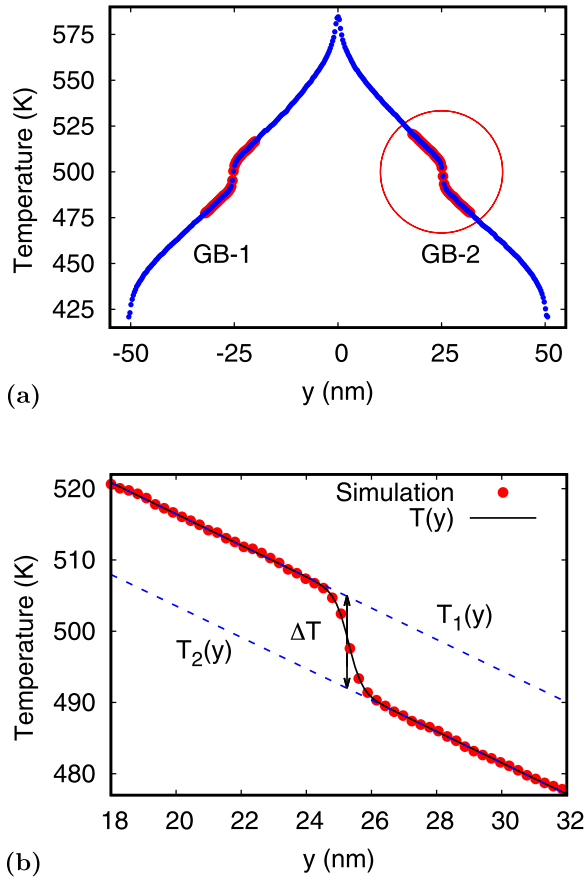 575
550
525
500
475
450
425
Temperature (K)
GB-1
GB-2
-50
-25
0
25
50
y (nm)
(a)
520
510
500
490
480
Temperature (K)
Simulation
T(y)
ΔT
T1(y)
T2(y)
18
20
22
24
26
28
30
32
y (nm)
(b)